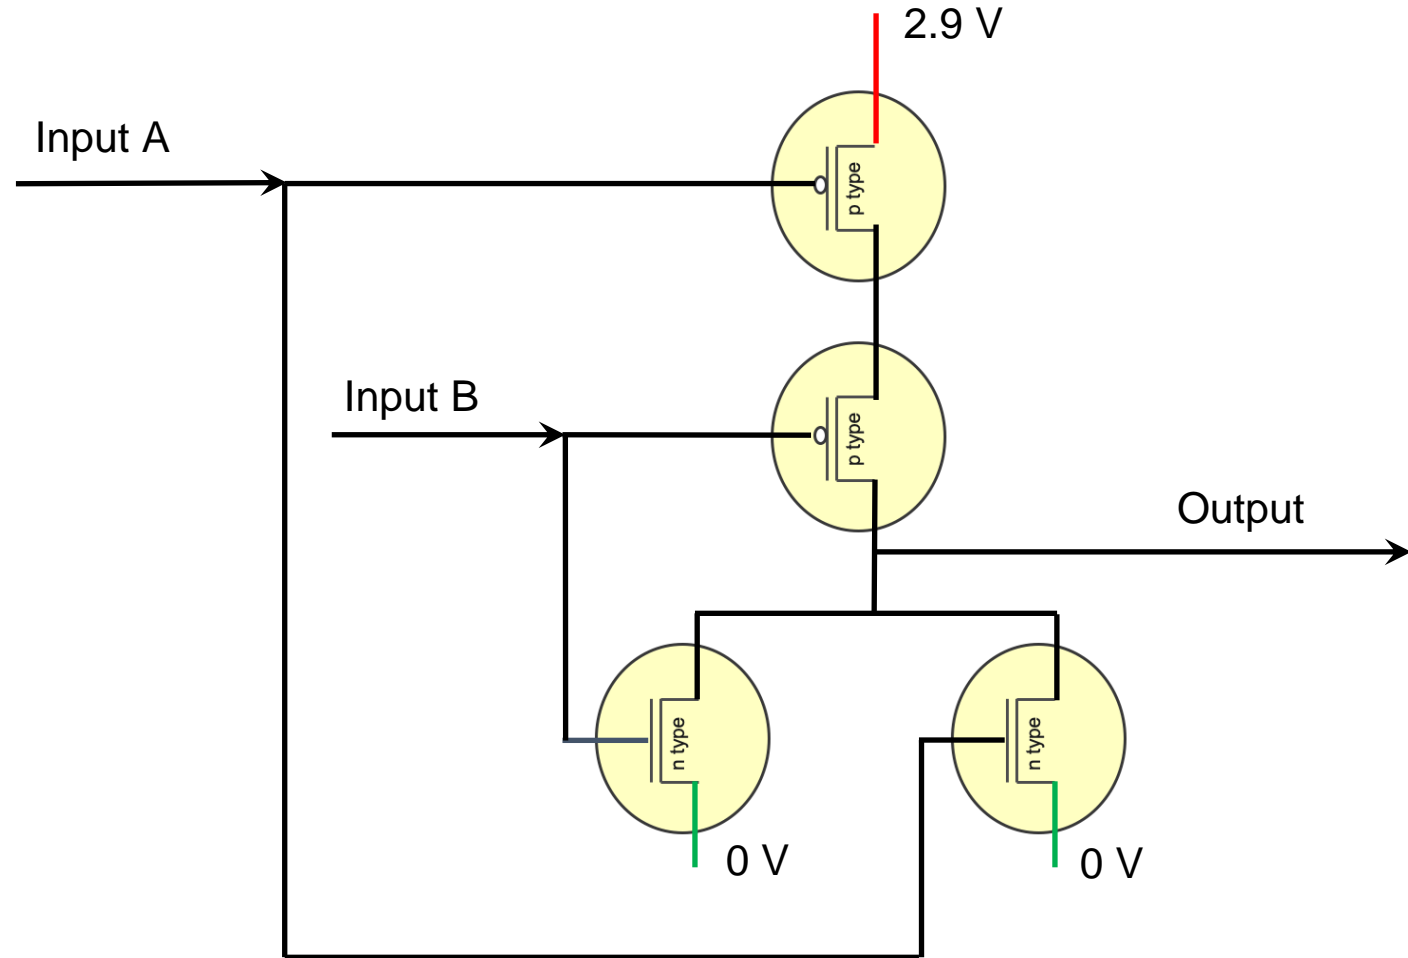 2.9 V
Input A
p type
Input B
p type
Output
n type
n type
0 V
0 V